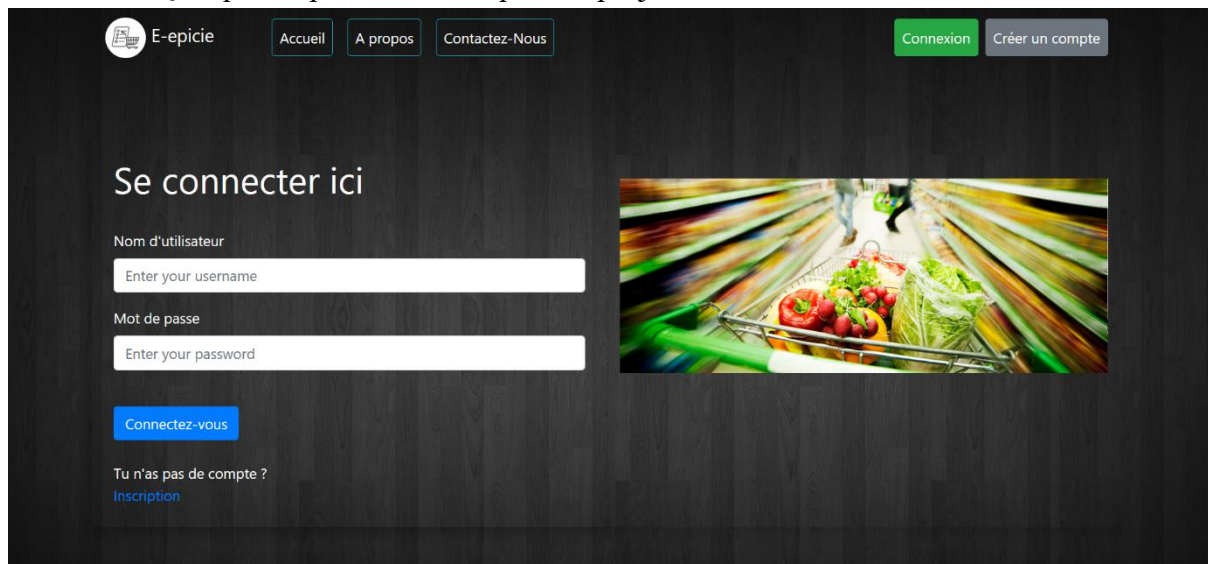 E-epicie
Accueil
A propos
Contactez-Nous
Connexion
Créer un compte
Se connecter ici
Nom d'utilisateur
Enter your username
Mot de passe
Enter your password
Connectez-vous
Tu n'as pas de compte ?
Inscription